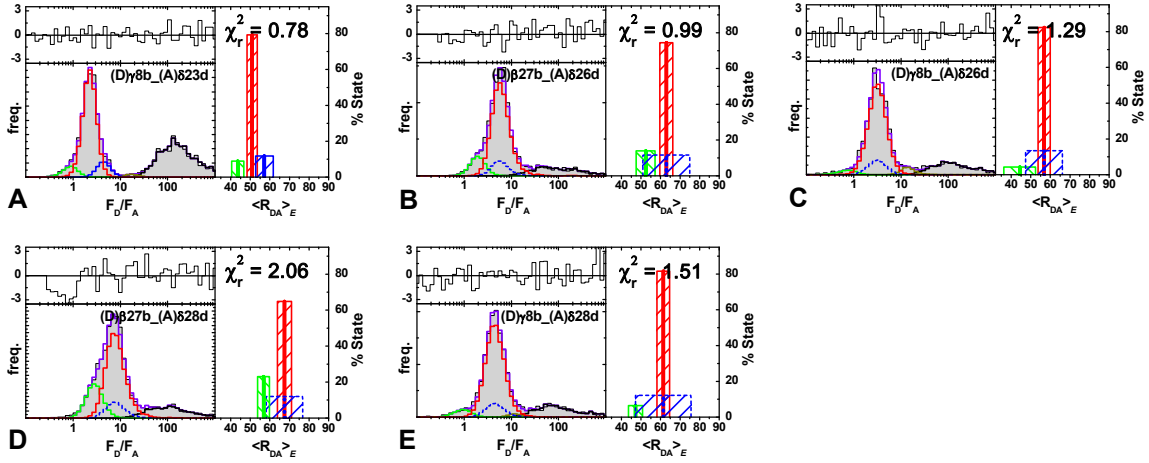 3
0
-3
χr2 = 0.78
(D)γ8b_(A)δ23d
freq.
1 10 100
FD/FA
80
60
40
20
0
% State
40 50 60 70 80 90
<RDA>E
A
3
0
-3
χr2 = 0.99
(D)β27b_(A)δ26d
freq.
1 10 100
FD/FA
80
60
40
20
0
% State
40 50 60 70 80 90
<RDA>E
B
3
0
-3
χr2 = 1.29
(D)γ8b_(A)δ26d
freq.
1 10 100
FD/FA
80
60
40
20
0
% State
40 50 60 70 80 90
<RDA>E
C
3
0
-3
χr2 = 2.06
(D)β27b_(A)δ28d
freq.
1 10 100
FD/FA
80
60
40
20
0
% State
40 50 60 70 80 90
<RDA>E
D
3
0
-3
χr2 = 1.51
(D)γ8b_(A)δ28d
freq.
1 10 100
FD/FA
80
60
40
20
0
% State
40 50 60 70 80 90
<RDA>E
E